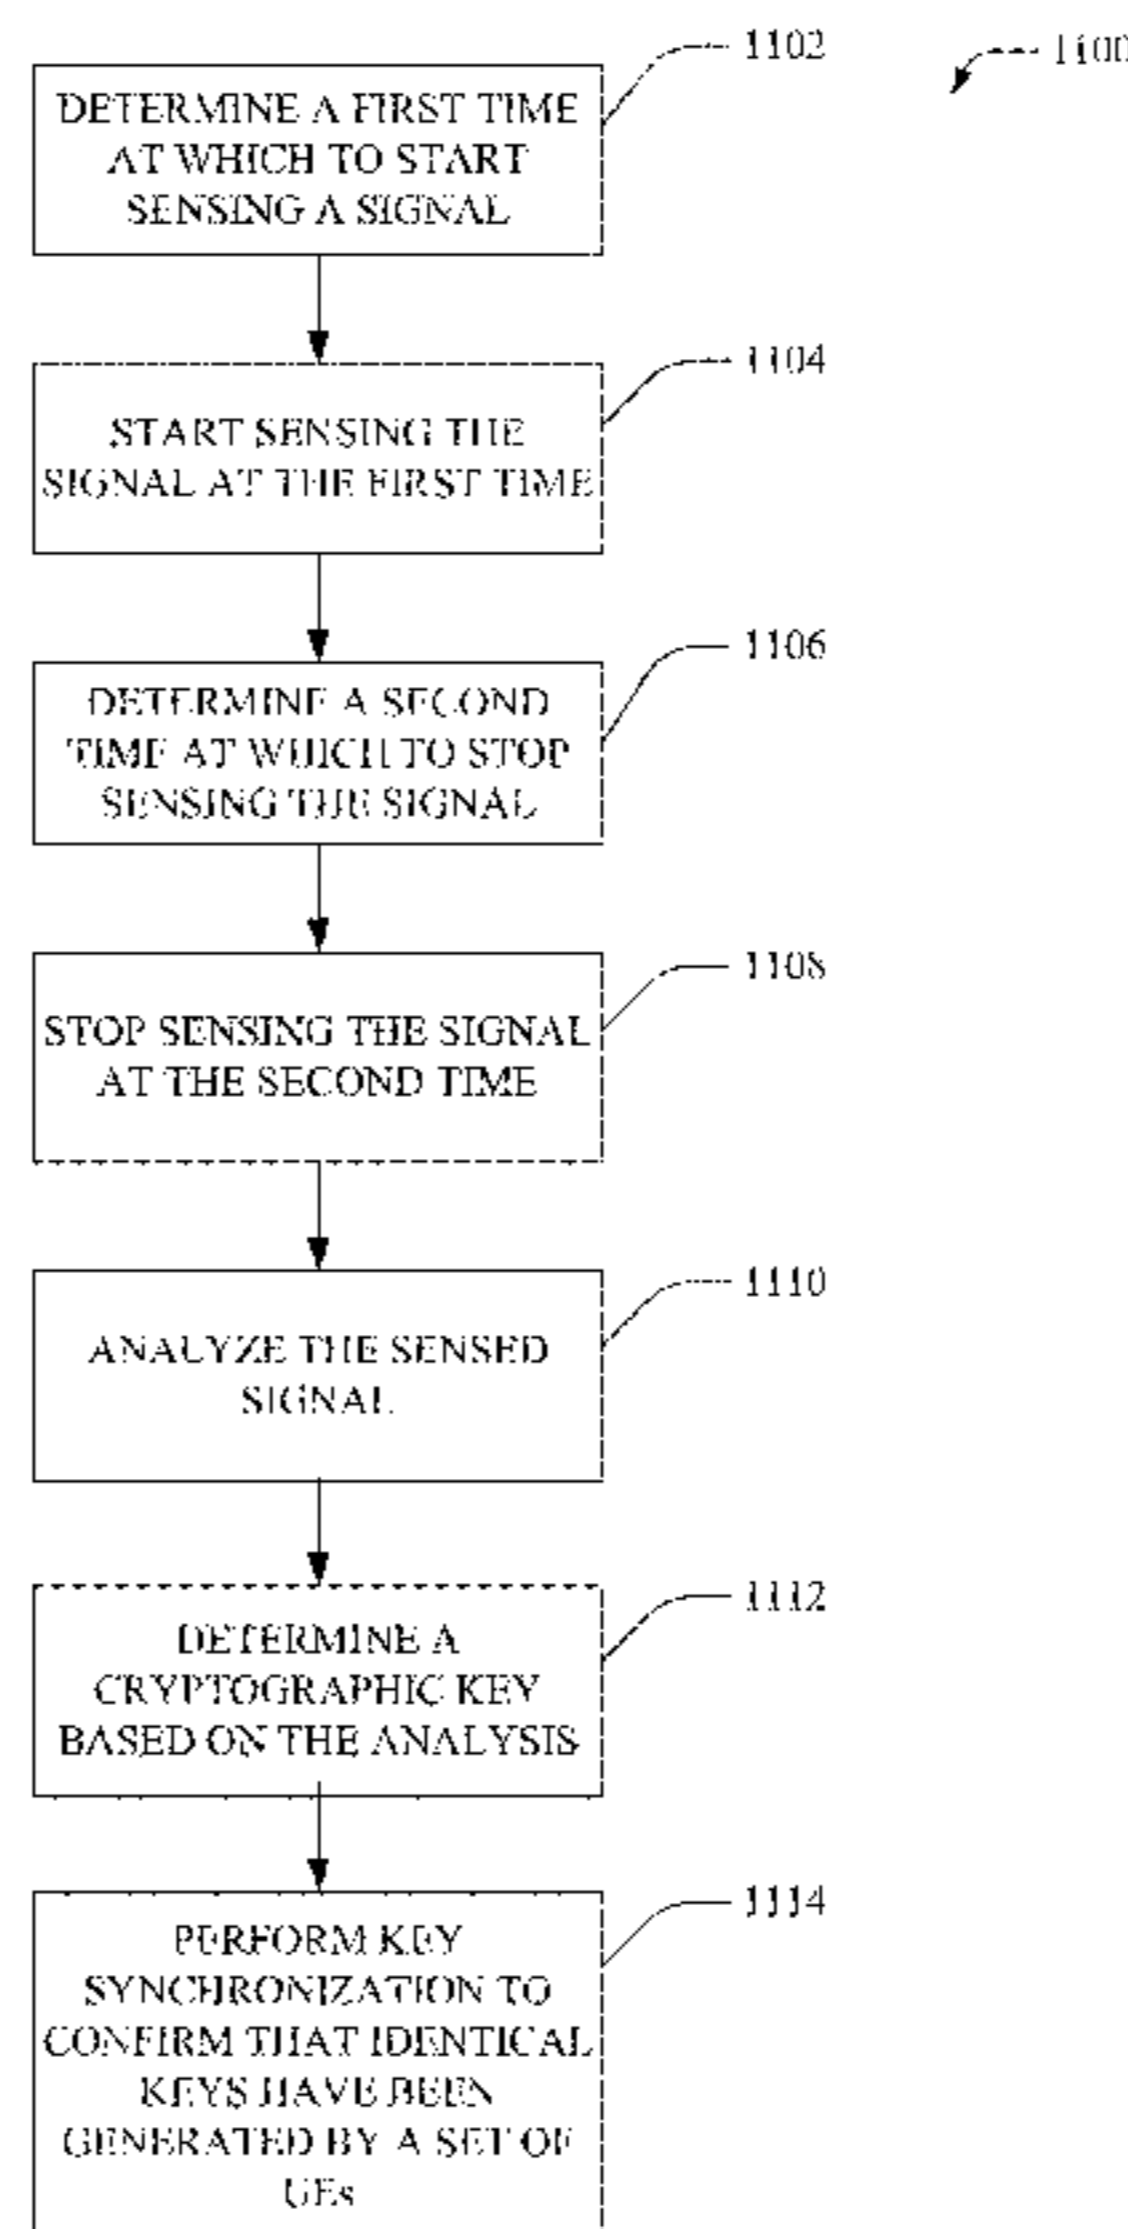 1102
1100
DETERMINE A FIRST TIME
AT WHICH TO START
SENSING A SIGNAL
1104
START SENSING THE
SIGNAL AT THE FIRST TIME
1106
DETERMINE A SECOND
TIME AT WHICH TO STOP
SENSING THE SIGNAL
1108
STOP SENSING THE SIGNAL
AT THE SECOND TIME
1110
ANALYZE THE SENSED
SIGNAL
1112
DETERMINE A
CRYPTOGRAPHIC KEY
BASED ON THE ANALYSIS
1114
PERFORM KEY
SYNCHRONIZATION TO
CONFIRM THAT IDENTICAL
KEYS HAVE BEEN
GENERATED BY A SET OF
UEs